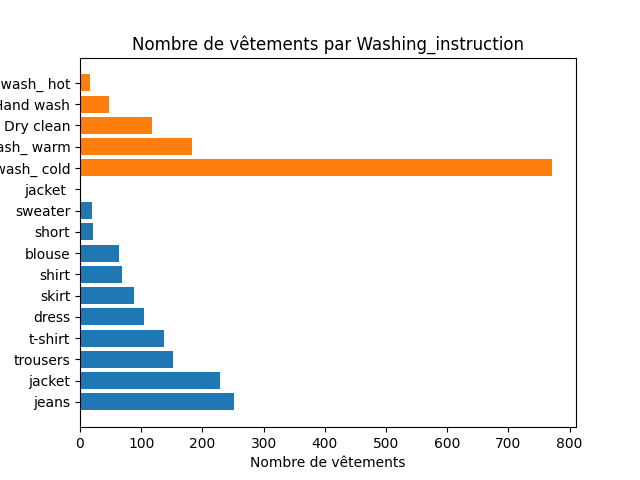 Nombre de vêtements par Washing_instruction
wash_ hot
Hand wash
Dry clean
ash_ warm
wash_ cold
jacket
sweater
short
blouse
shirt
skirt
dress
t-shirt
trousers
jacket
jeans
0 100 200 300 400 500 600 700 800
Nombre de vêtements